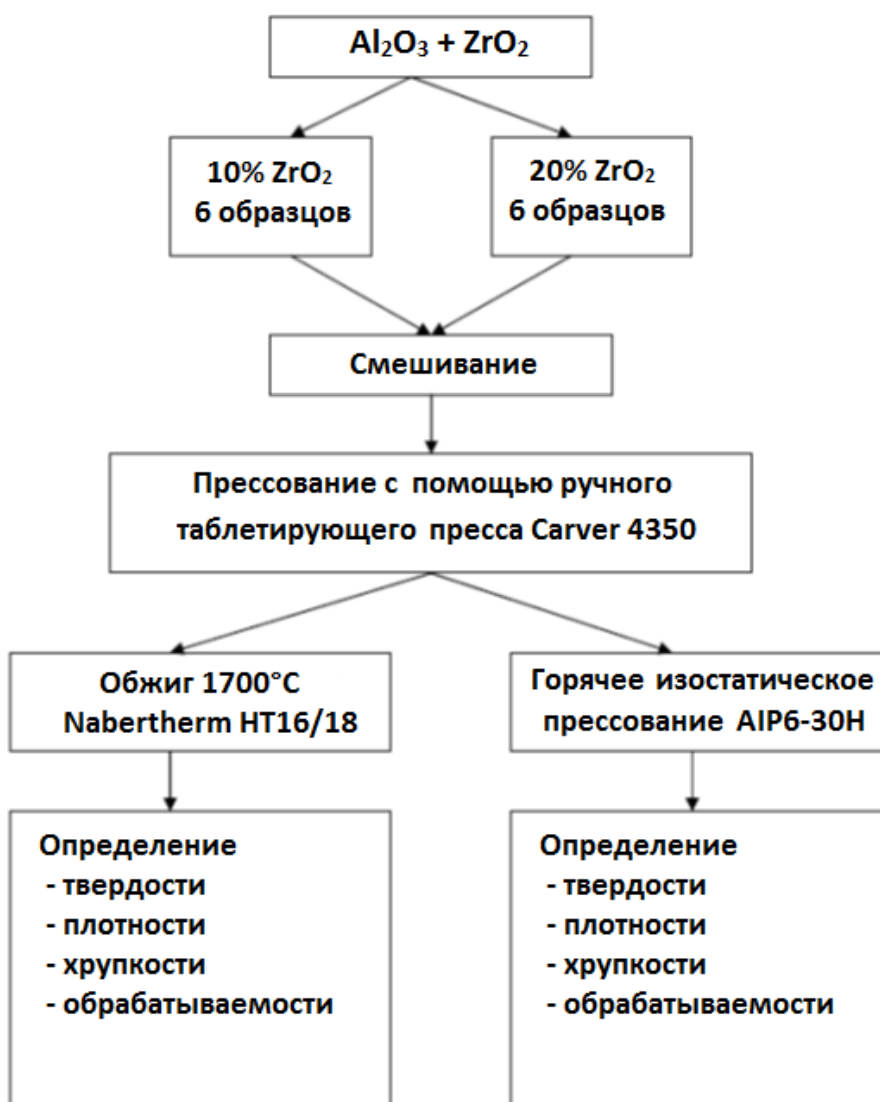 Al₂O₃ + ZrO₂
10% ZrO₂
6 образцов
20% ZrO₂
6 образцов
Смешивание
Прессование с помощью ручного
таблетирующего пресса Carver 4350
Обжиг 1700°C
Nabertherm HT16/18
Горячее изостатическое
прессование AIP6-30H
Определение
- твердости
- плотности
- хрупкости
- обрабатываемости
Определение
- твердости
- плотности
- хрупкости
- обрабатываемости